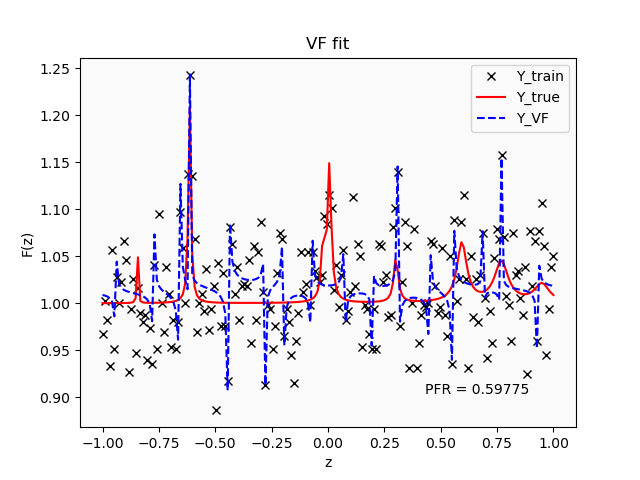 VF fit
Y_train
Y_true
Y_VF
F(z)
1.25
1.20
1.15
1.10
1.05
1.00
0.95
0.90
PFR = 0.59775
−1.00 −0.75 −0.50 −0.25 0.00 0.25 0.50 0.75 1.00
z